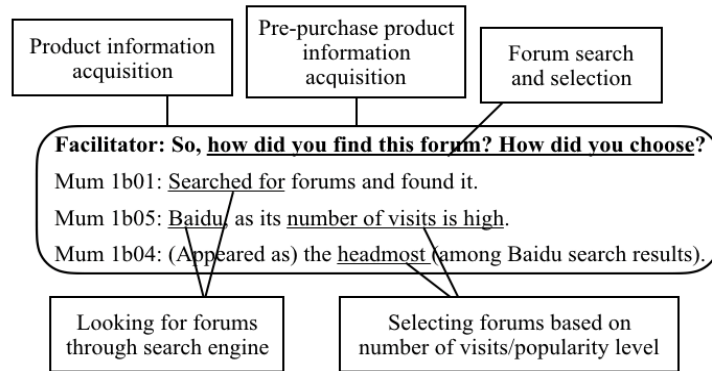 Product information
acquisition
Pre-purchase product
information
acquisition
Forum search
and selection
Facilitator: So, how did you find this forum? How did you choose?
Mum 1b01: Searched for forums and found it.
Mum 1b05: Baidu, as its number of visits is high.
Mum 1b04: (Appeared as) the headmost (among Baidu search results).
Looking for forums
through search engine
Selecting forums based on
number of visits/popularity level